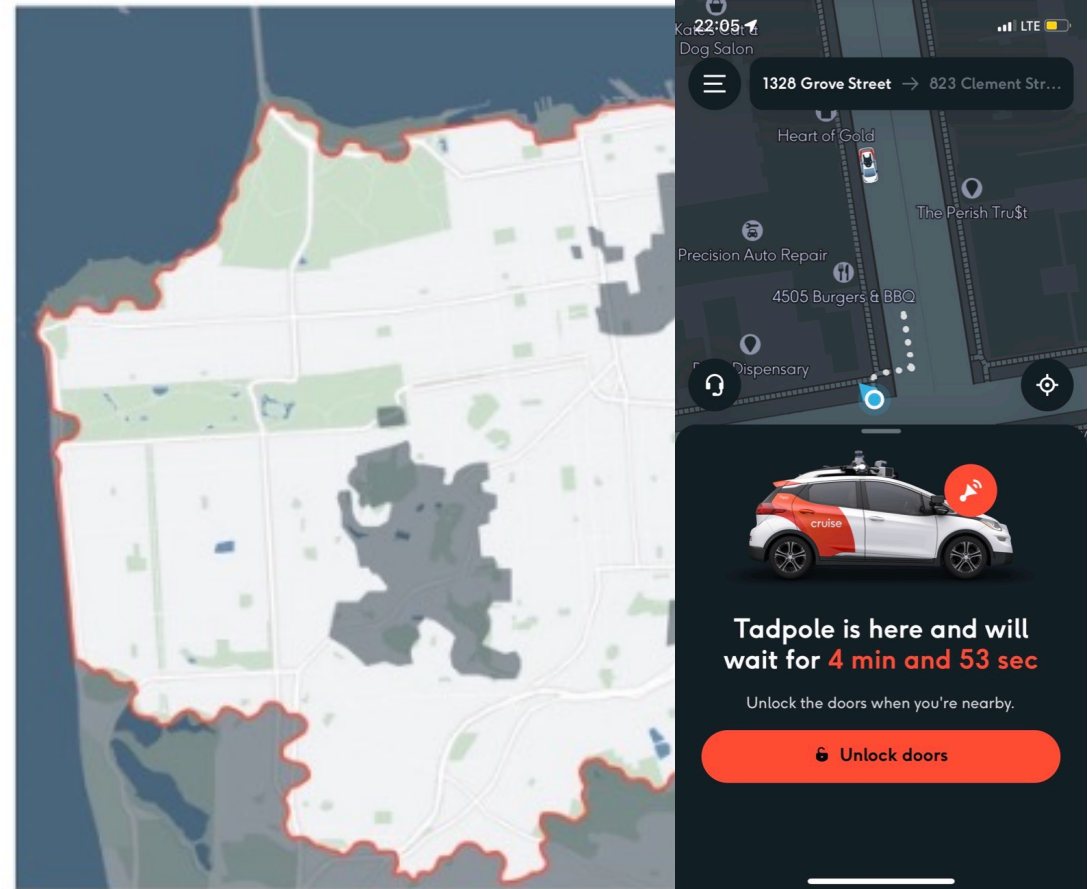 22:05
LTE
Dog Salon
1328 Grove Street → 823 Clement Str...
Heart of Gold
The Perish Tru$t
Precision Auto Repair
4505 Burgers & BBQ
Dispensary
cruise
Tadpole is here and will
wait for 4 min and 53 sec
Unlock the doors when you're nearby.
Unlock doors